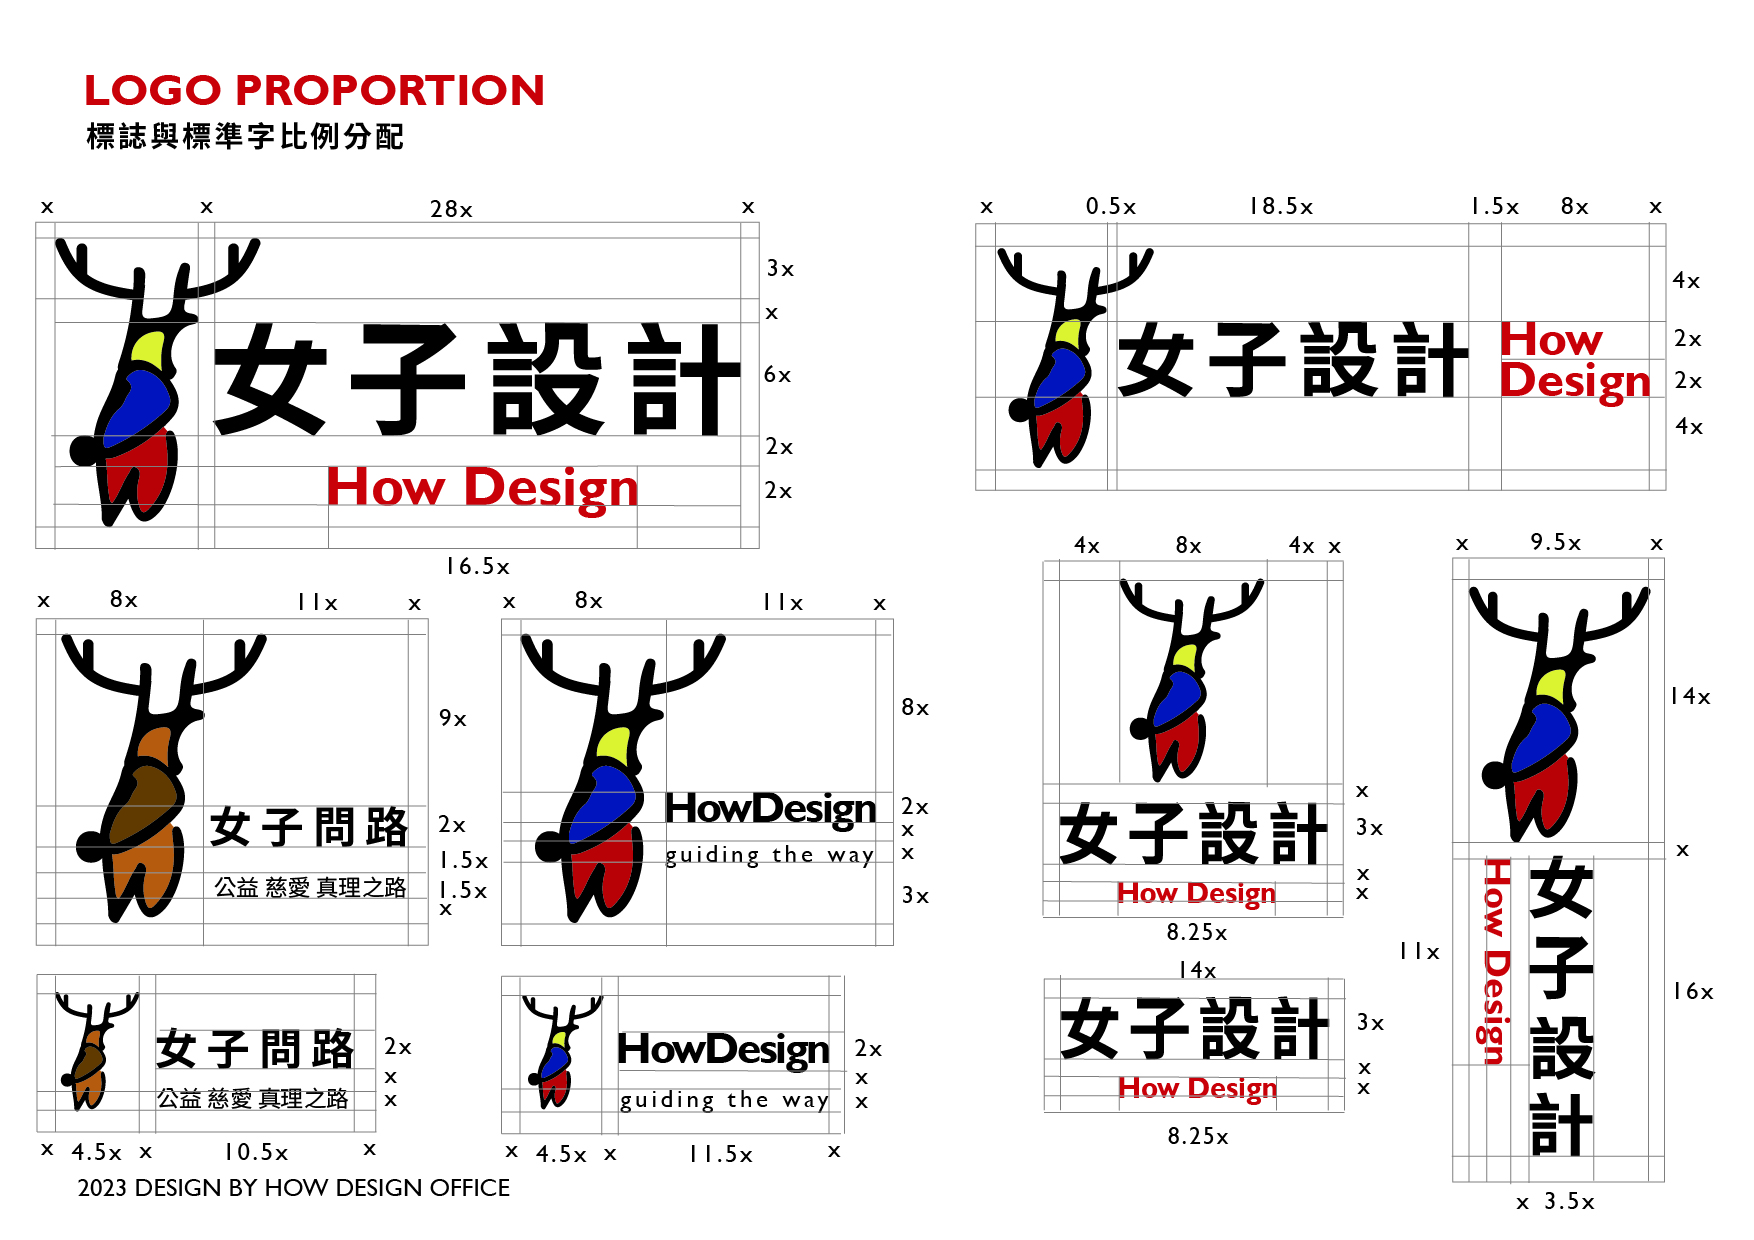 LOGO PROPORTION
標誌與標準字比例分配
x x 28x x
3x
x
女子設計
6x
2x
How Design
2x
16.5x
x 0.5x 18.5x 1.5x 8x x
4x
女子設計
How
Design
2x
2x
4x
x 8x 11x x
9x
女子問路
2x
1.5x
公益 慈愛 真理之路
1.5x
x
x 8x 11x x
8x
HowDesign
2x
x
guiding the way
x
3x
4x 8x 4x x
x
女子設計
3x
x
How Design
x
8.25x
x 9.5x x
14x
x
How Design
女子設計
11x
16x
x 3.5x
女子問路
2x
x
公益 慈愛 真理之路
x
x 4.5x x 10.5x x
HowDesign
2x
x
guiding the way
x
x 4.5x x 11.5x x
14x
女子設計
3x
x
How Design
x
8.25x
2023 DESIGN BY HOW DESIGN OFFICE